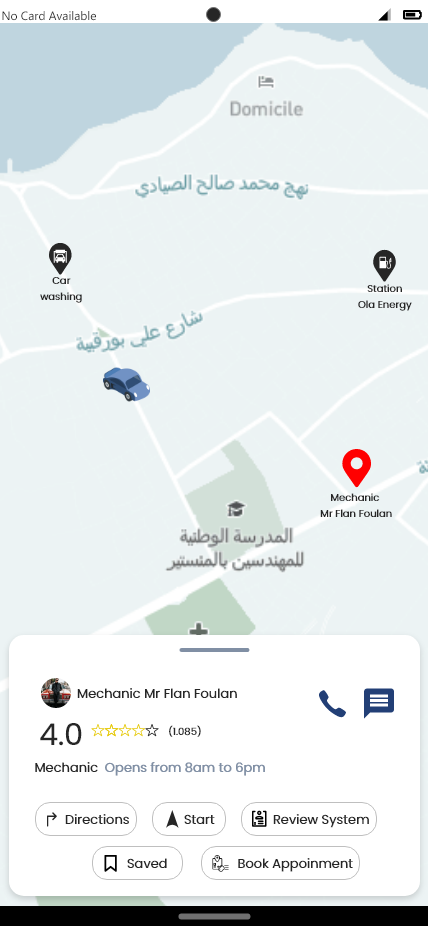 No Card Available
Domicile
نهج محمد صالح الصيادي
Car
washing
Station
Ola Energy
شارع علي بورقيبة
Mechanic
Mr Flan Foulan
المدرسة الوطنية
للمهندسين بالمنستير
Mechanic Mr Flan Foulan
4.0
(1.085)
Mechanic Opens from 8am to 6pm
Directions
Start
Review System
Saved
Book Appoinment